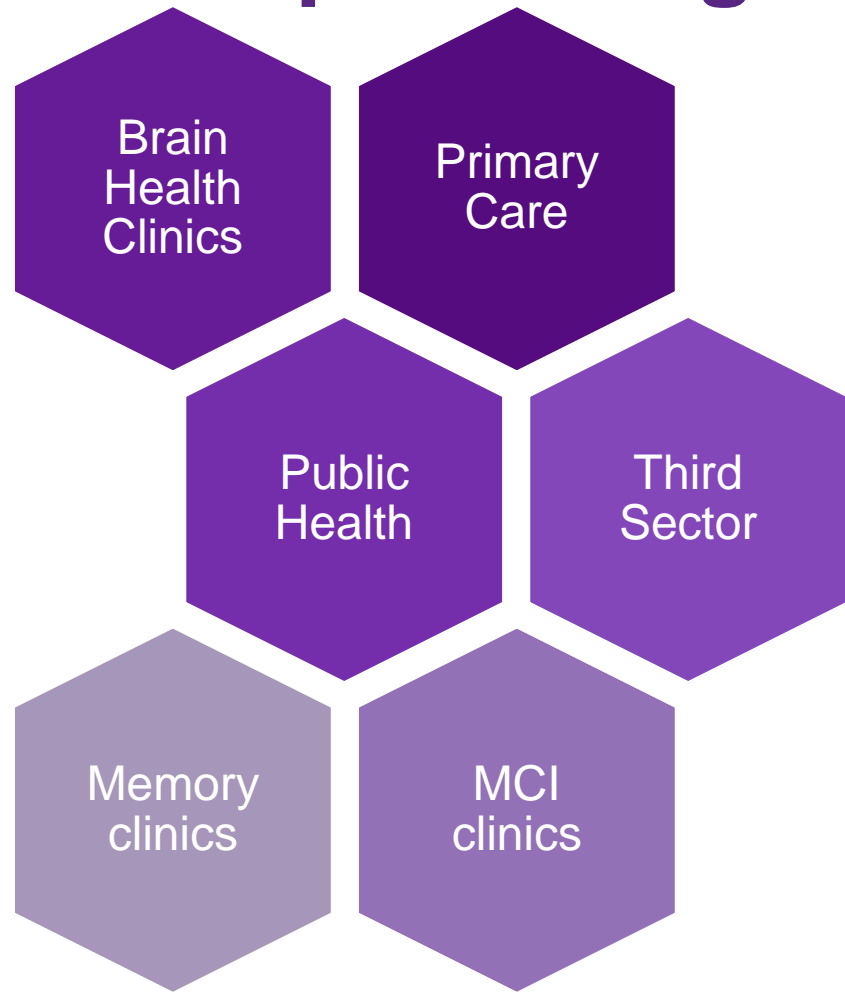 Brain
Health
Clinics
Primary
Care
Public
Health
Third
Sector
Memory
clinics
MCI
clinics